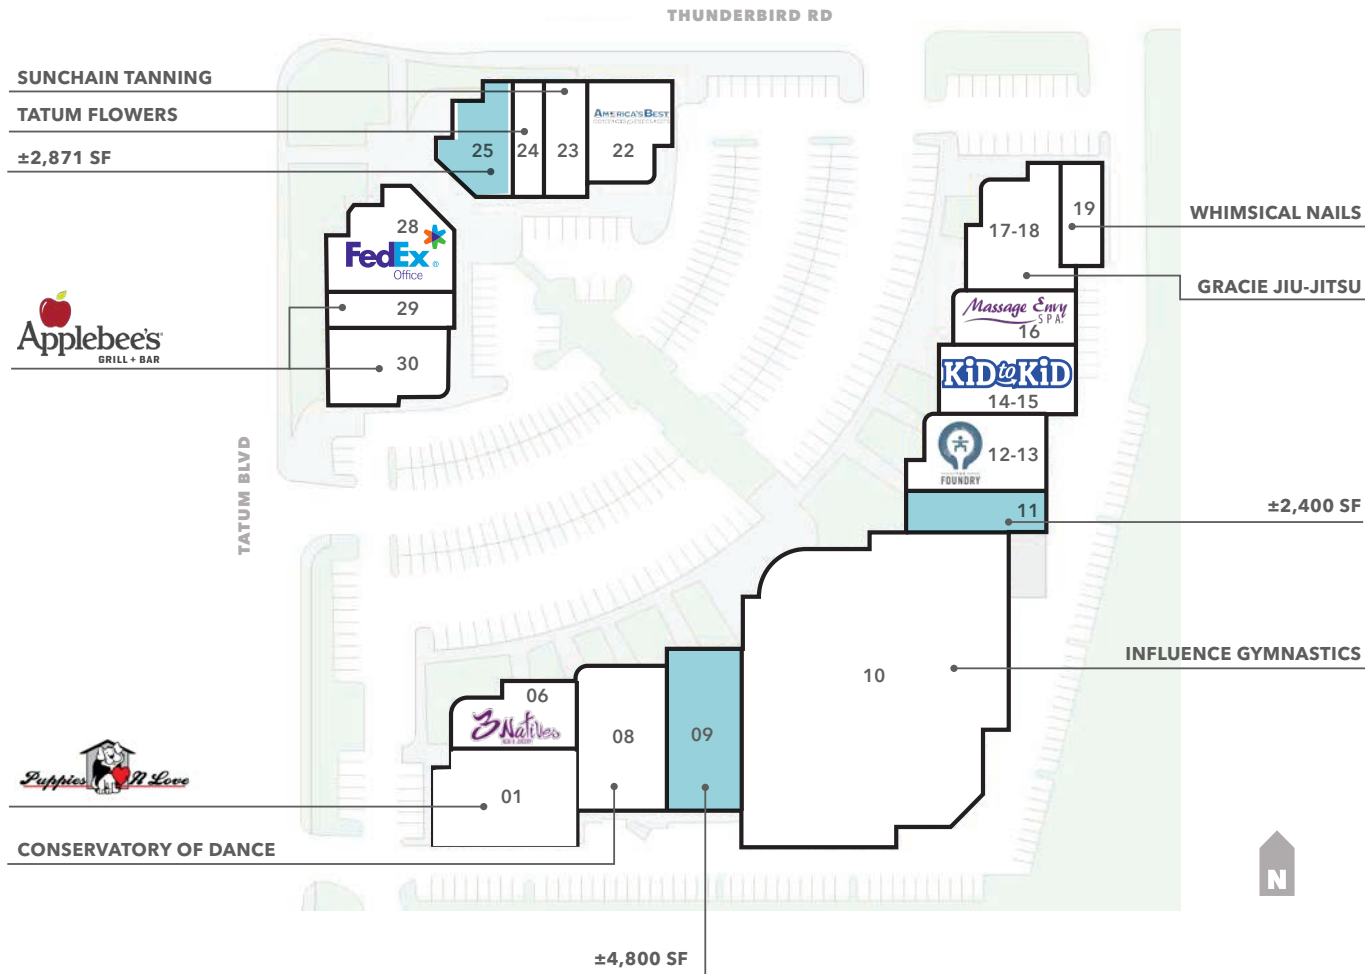 THUNDERBIRD RD
SUNCHAIN TANNING
TATUM FLOWERS
±2,871 SF
25
24
23
AMERICA'S BEST
22
28
FedEx
Office
29
30
Applebee's
GRILL + BAR
TATUM BLVD
17-18
19
WHIMSICAL NAILS
GRACIE JIU-JITSU
Massage Envy
SPA
16
KiD to KiD
14-15
12-13
FOUNDRY
11
±2,400 SF
INFLUENCE GYMNASTICS
10
06
3 Natives
08
09
01
Puppies N Love
CONSERVATORY OF DANCE
±4,800 SF
N